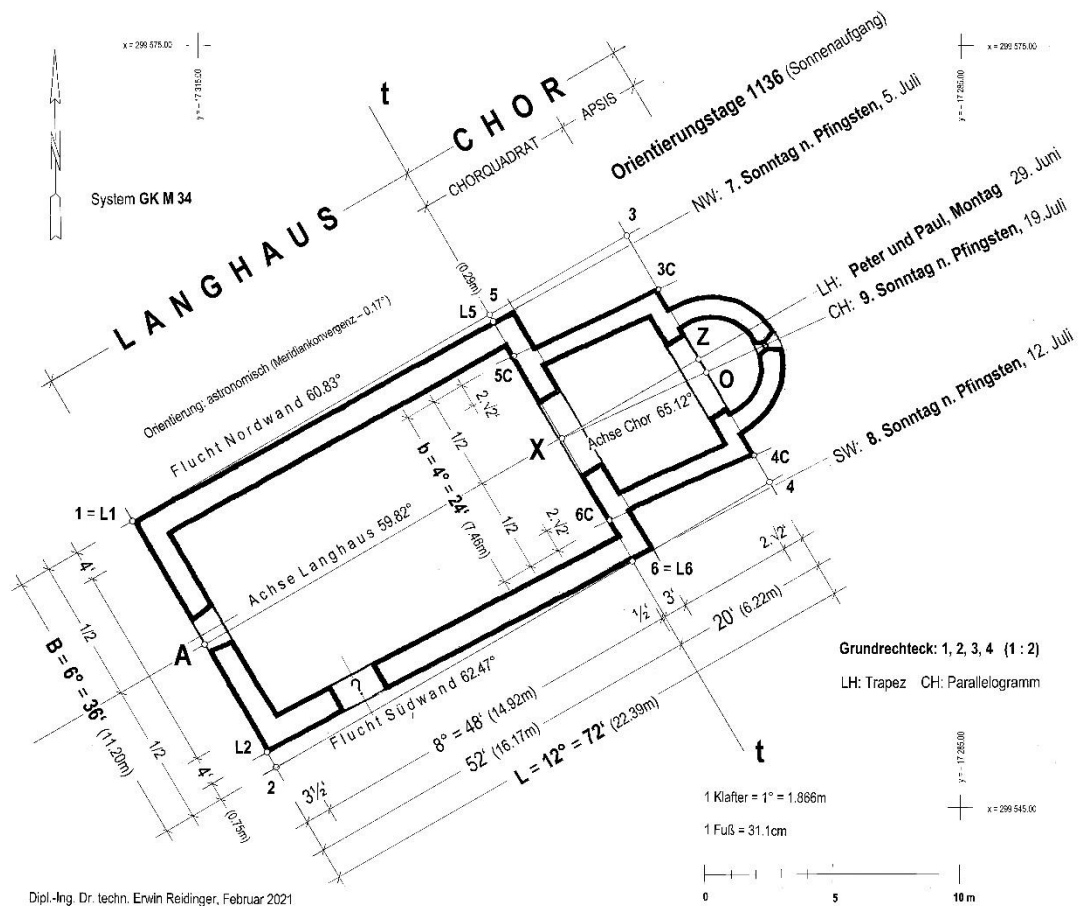 x = 299 575.00
y = – 17 315.00
x = 299 575.00
y = – 17 285.00
N
System GK M 34
t
LANGHAUS
CHOR
CHORQUADRAT
APSIS
Orientierungstage 1136 (Sonnenaufgang)
NW: 7. Sonntag n. Pfingsten, 5. Juli
LH: Peter und Paul, Montag 29. Juni
CH: 9. Sonntag n. Pfingsten, 19.Juli
SW: 8. Sonntag n. Pfingsten, 12. Juli
3
3C
(0.29m)
5
L5
5C
Z
O
X
Achse Chor 65.12°
4C
4
6C
6 = L6
Orientierung: astronomisch (Meridiankonvergenz – 0.17°)
Flucht Nordwand 60.83°
2.√2'
1/2
b = 4° = 24' (7.46m)
1/2
2.√2'
1 = L1
Achse Langhaus 59.82°
A
?
Flucht Südwand 62.47°
L2
2
4'
1/2
B = 6° = 36' (11.20m)
1/2
4'
(0.75m)
3½'
8° = 48' (14.92m)
52' (16.17m)
L = 12° = 72' (22.39m)
½'
3'
20' (6.22m)
2.√2'
t
Grundrechteck: 1, 2, 3, 4 (1 : 2)
LH: Trapez CH: Parallelogramm
1 Klafter = 1° = 1.866m
1 Fuß = 31.1cm
y = – 17 285.00
x = 299 545.00
0 5 10 m
Dipl.-Ing. Dr. techn. Erwin Reidinger, Februar 2021